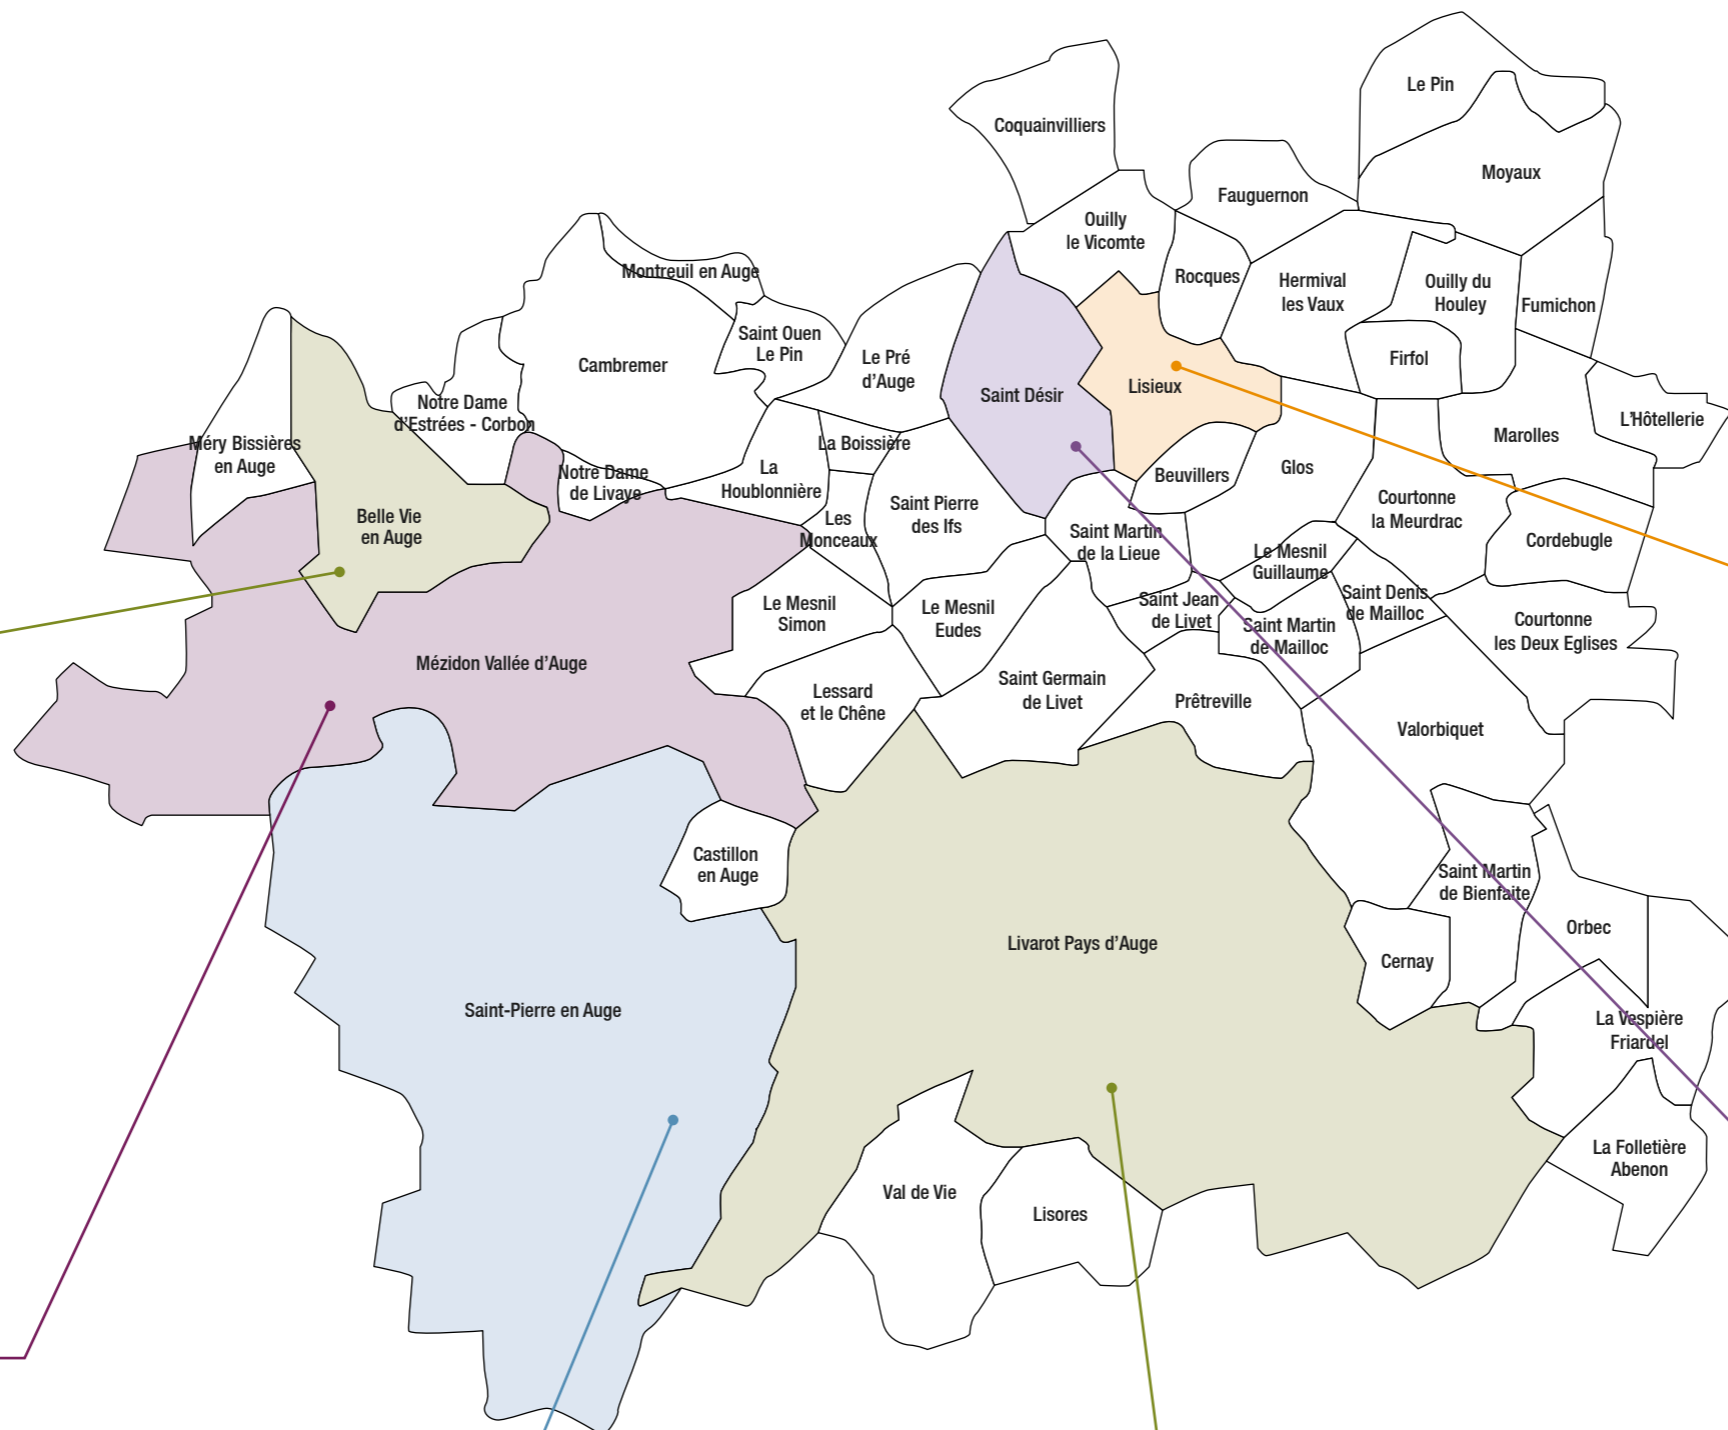 Le Pin
Coquainvilliers
Moyaux
Fauguernon
Ouilly
le Vicomte
Rocques
Hermival
les Vaux
Ouilly du
Houley
Fumichon
Montreuil en Auge
Saint Ouen
Le Pin
Cambremer
Le Pré
d'Auge
Firfol
Saint Désir
Lisieux
Notre Dame
d'Estrées - Corbon
L'Hôtellerie
Marolles
Méry Bissières
en Auge
La Boissière
Notre Dame
de Livaye
La
Houblonnière
Beuvillers
Glos
Courtonne
la Meurdrac
Saint Pierre
des Ifs
Belle Vie
en Auge
Les
Monceaux
Saint Martin
de la Lieue
Cordebugle
Le Mesnil
Guillaume
Saint Denis
de Mailloc
Le Mesnil
Simon
Le Mesnil
Eudes
Saint Jean
de Livet
Saint Martin
de Mailloc
Courtonne
les Deux Eglises
Mézidon Vallée d'Auge
Saint Germain
de Livet
Lessard
et le Chêne
Prêtreville
Valorbiquet
Castillon
en Auge
Saint Martin
de Bienfaite
Orbec
Livarot Pays d'Auge
Cernay
Saint-Pierre en Auge
La Vespière
Friardel
La Folletière
Abenon
Val de Vie
Lisores